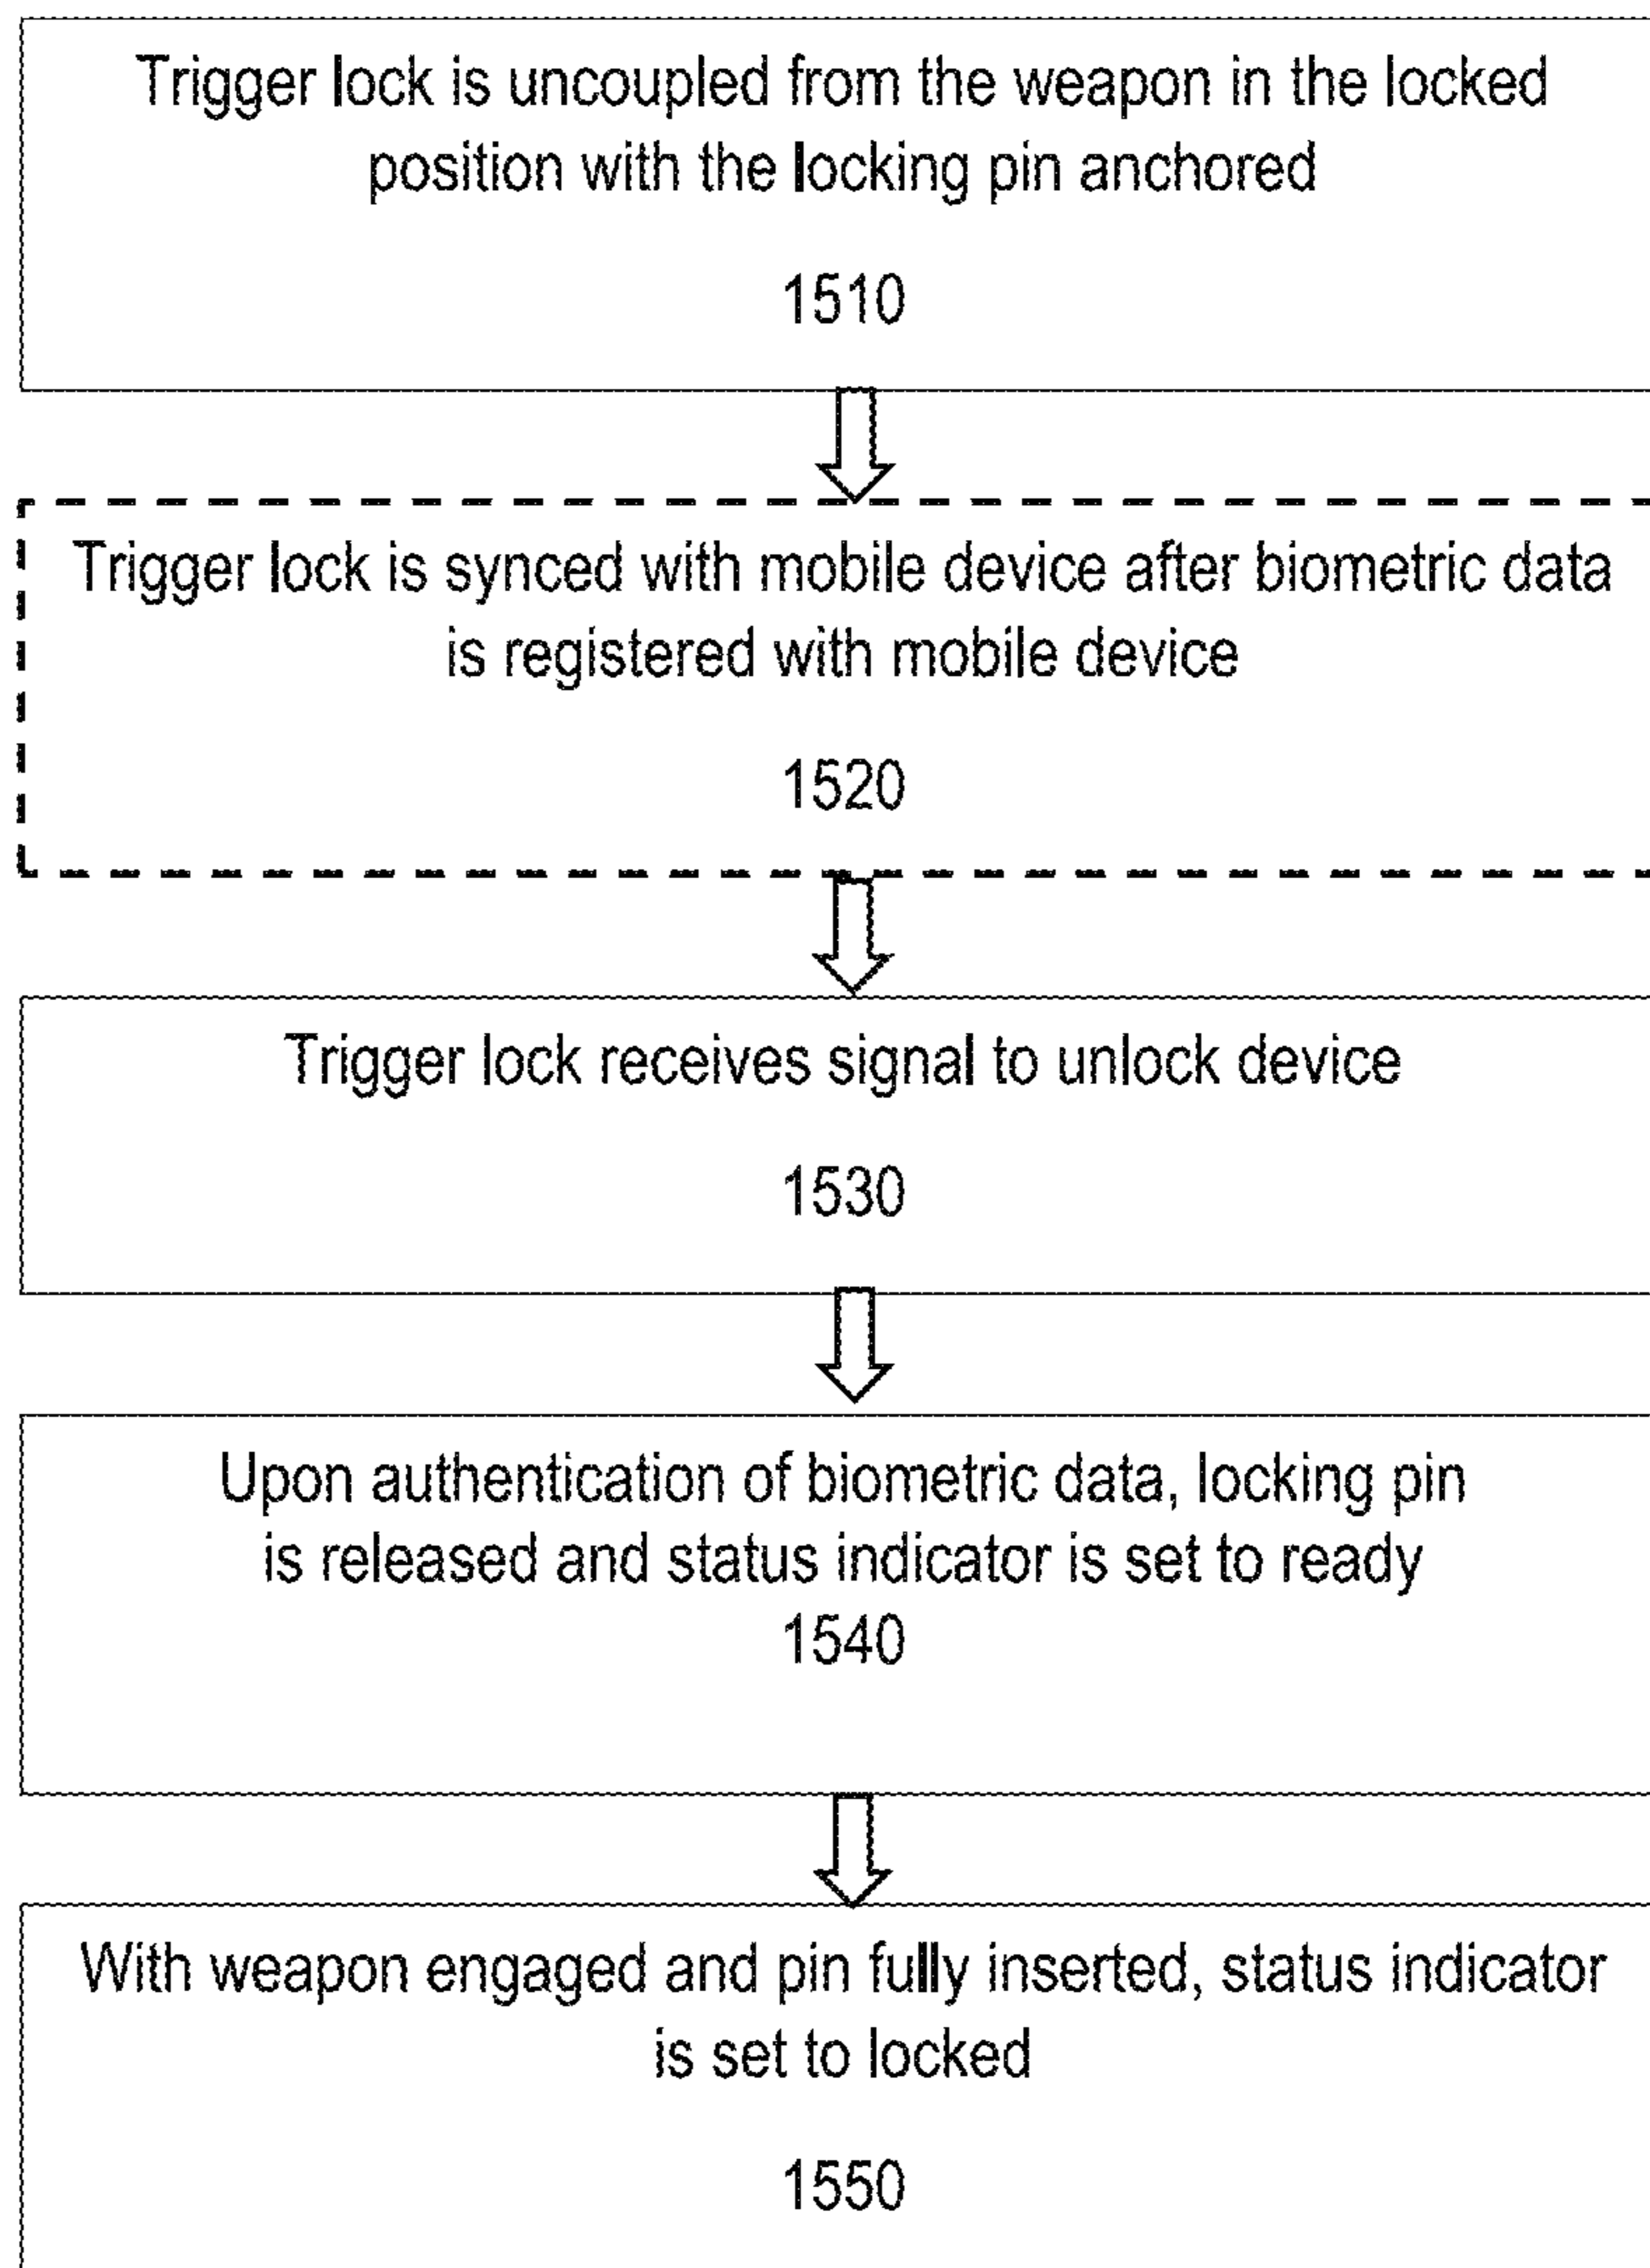 Trigger lock is uncoupled from the weapon in the locked
position with the locking pin anchored
1510
Trigger lock is synced with mobile device after biometric data
is registered with mobile device
1520
Trigger lock receives signal to unlock device
1530
Upon authentication of biometric data, locking pin
is released and status indicator is set to ready
1540
With weapon engaged and pin fully inserted, status indicator
is set to locked
1550